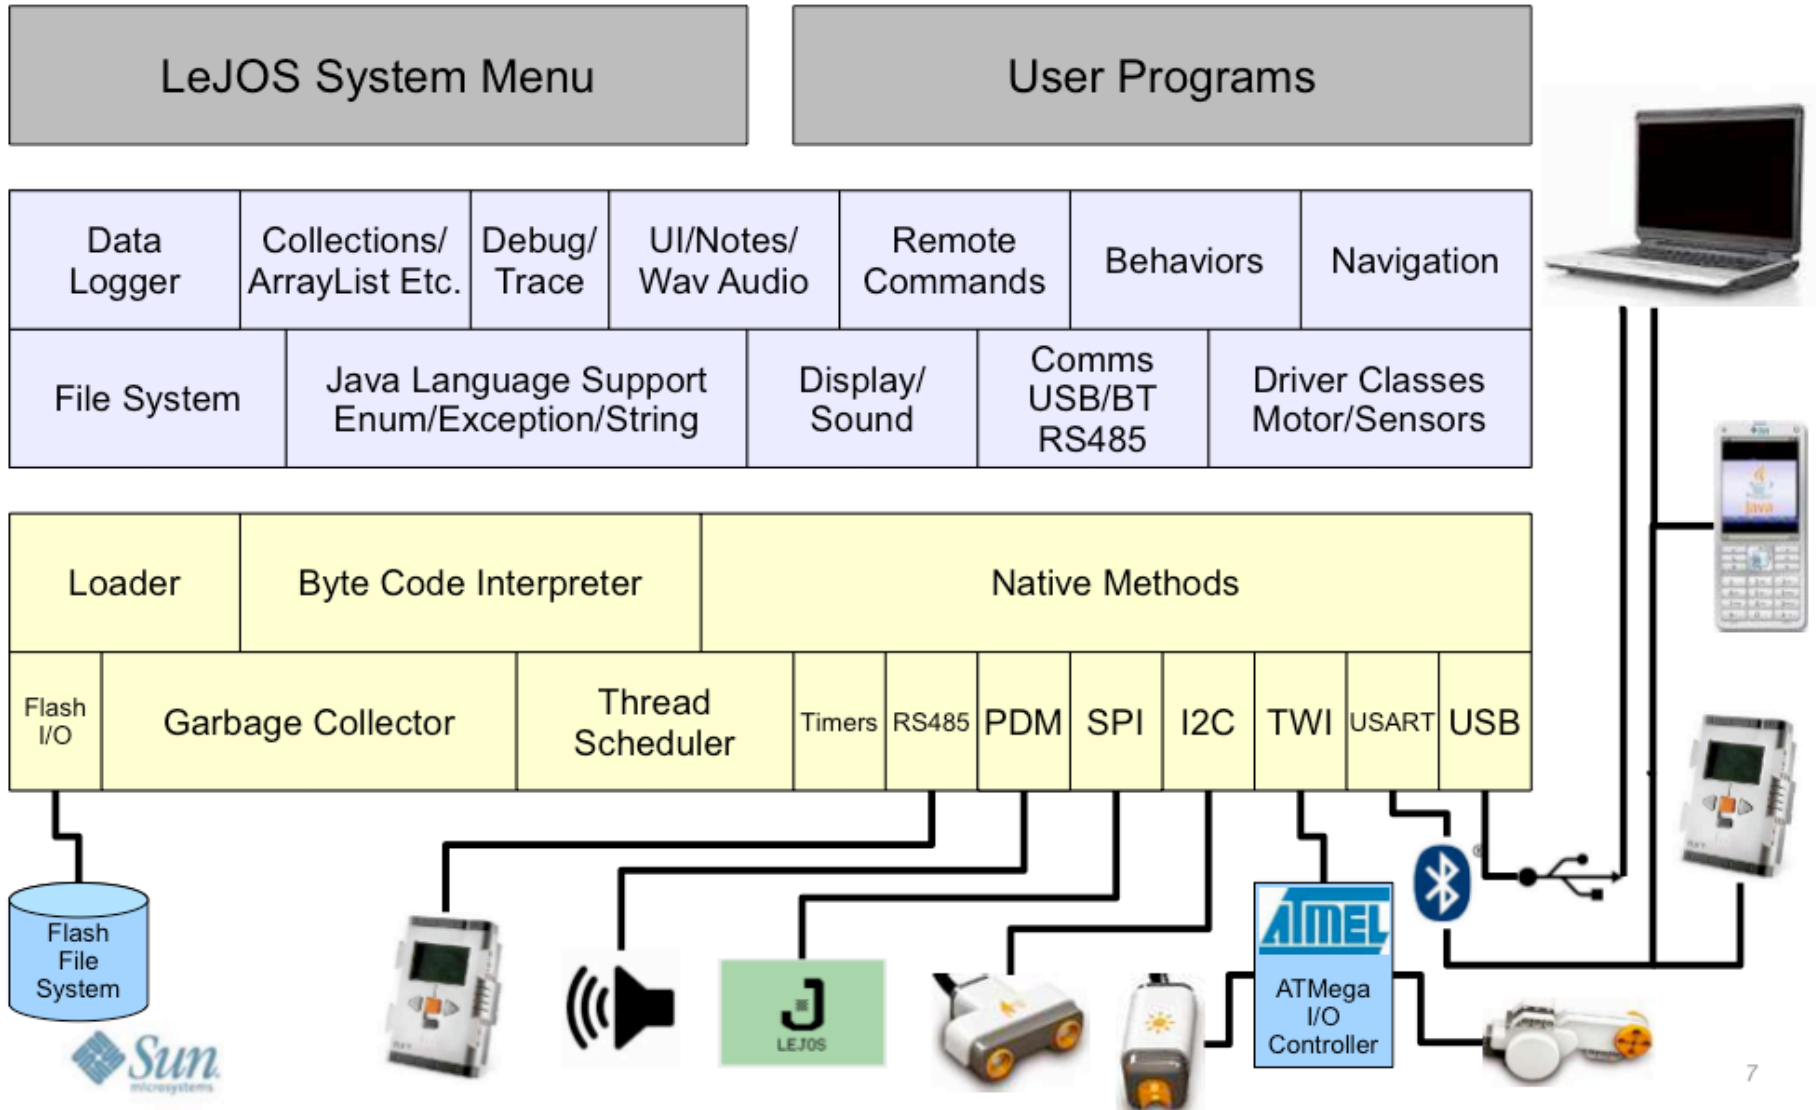 LeJOS System Menu
User Programs
Data
Logger
Collections/
ArrayList Etc.
Debug/
Trace
UI/Notes/
Wav Audio
Remote
Commands
Behaviors
Navigation
File System
Java Language Support
Enum/Exception/String
Display/
Sound
Comms
USB/BT
RS485
Driver Classes
Motor/Sensors
Loader
Byte Code Interpreter
Native Methods
Flash
I/O
Garbage Collector
Thread
Scheduler
Timers
RS485
PDM
SPI
I2C
TWI
USART
USB
Java
Flash
File
System
Sun
microsystems
LEJOS
ATMEL
ATMega
I/O
Controller
7